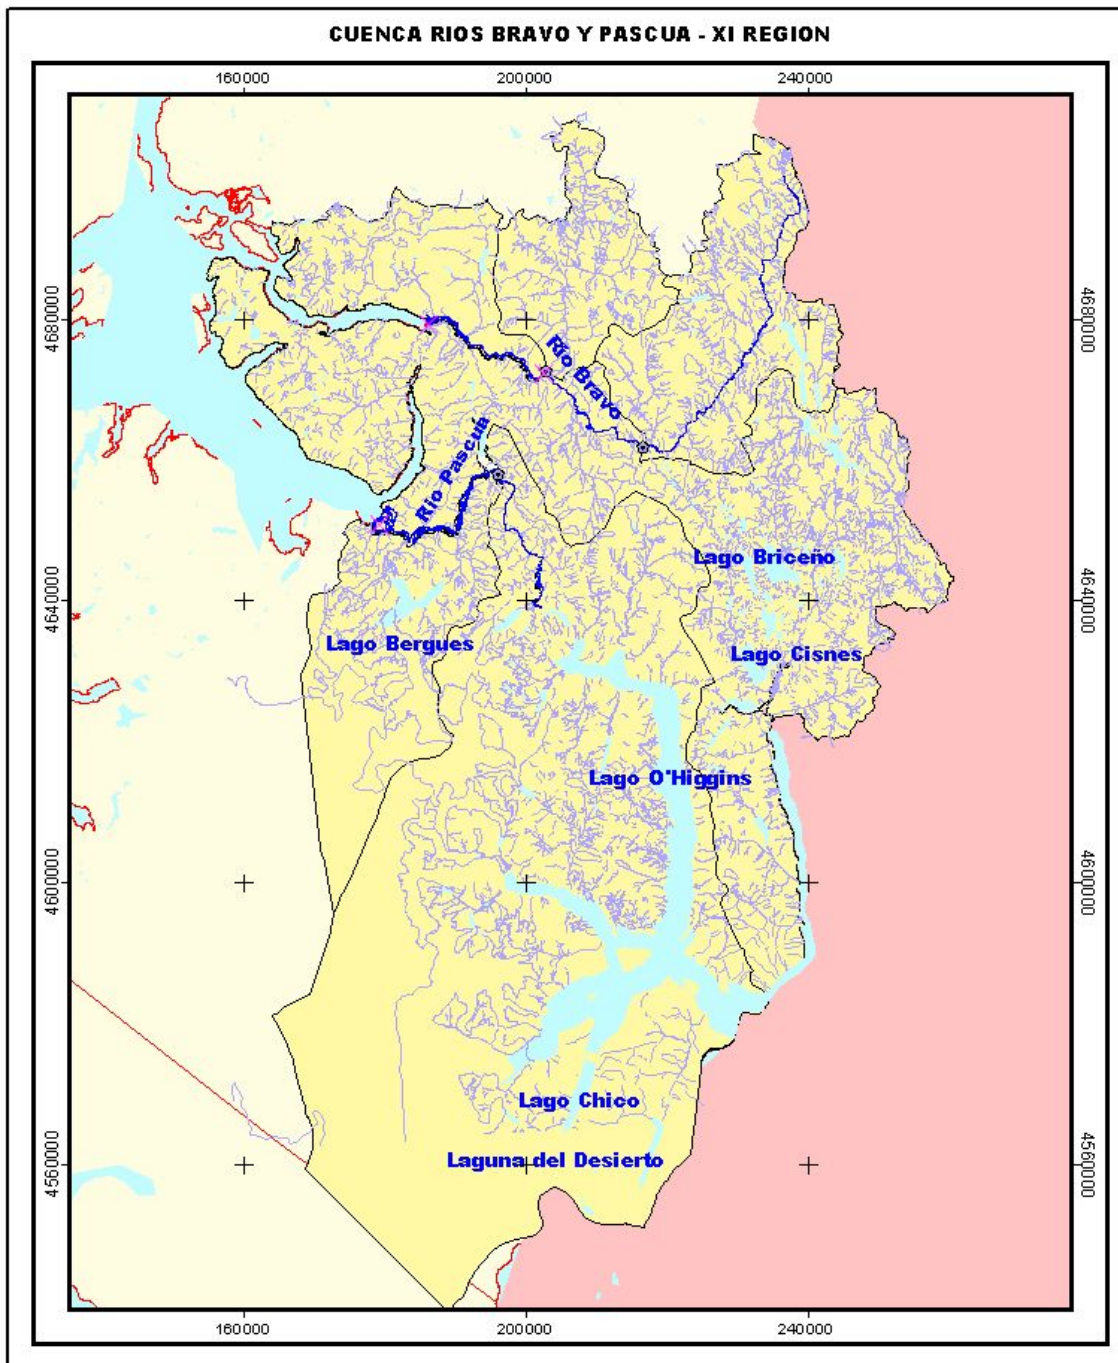 CUENCA RIOS BRAVO Y PASCUA - XI REGION
160000
200000
240000
4680000
4680000
Río Bravo
Río Pascua
Lago Briceño
4640000
4640000
Lago Bergues
Lago Cisnes
Lago O'Higgins
4600000
4600000
Lago Chico
Laguna del Desierto
4560000
4560000
160000
200000
240000